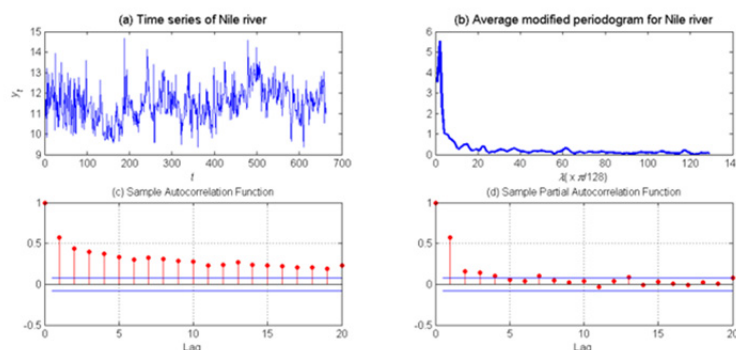 (a) Time series of Nile river
15
14
13
12
11
10
9
y_t
0 100 200 300 400 500 600 700
t
(b) Average modified periodogram for Nile river
6
5
4
3
2
1
0
0 20 40 60 80 100 120 140
λ( x π/128)
(c) Sample Autocorrelation Function
1
0.5
0
-0.5
0 5 10 15 20
Lag
(d) Sample Partial Autocorrelation Function
1
0.5
0
-0.5
0 5 10 15 20
Lag